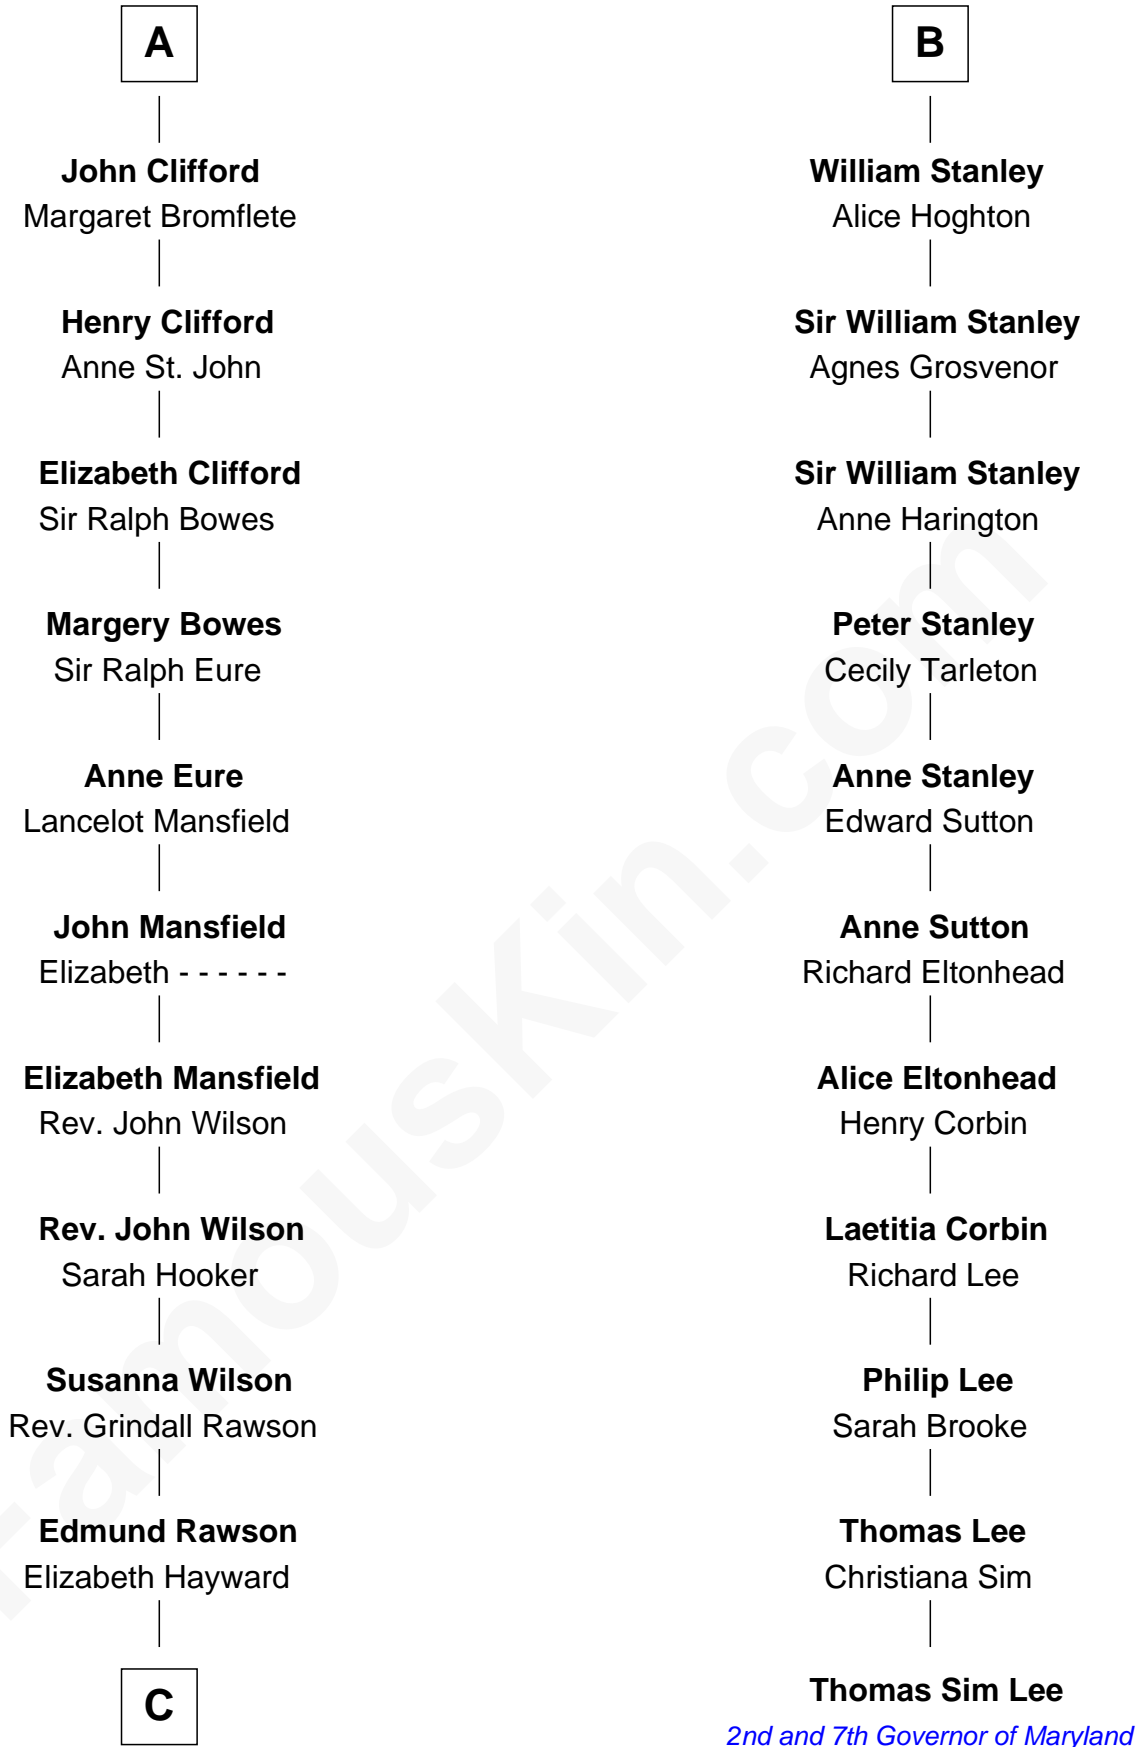 A
John Clifford
Margaret Bromflete
Henry Clifford
Anne St. John
Elizabeth Clifford
Sir Ralph Bowes
Margery Bowes
Sir Ralph Eure
Anne Eure
Lancelot Mansfield
John Mansfield
Elizabeth - - - - - -
Elizabeth Mansfield
Rev. John Wilson
Rev. John Wilson
Sarah Hooker
Susanna Wilson
Rev. Grindall Rawson
Edmund Rawson
Elizabeth Hayward
C
B
William Stanley
Alice Hoghton
Sir William Stanley
Agnes Grosvenor
Sir William Stanley
Anne Harington
Peter Stanley
Cecily Tarleton
Anne Stanley
Edward Sutton
Anne Sutton
Richard Eltonhead
Alice Eltonhead
Henry Corbin
Laetitia Corbin
Richard Lee
Philip Lee
Sarah Brooke
Thomas Lee
Christiana Sim
Thomas Sim Lee
2nd and 7th Governor of Maryland
FamousKin.com